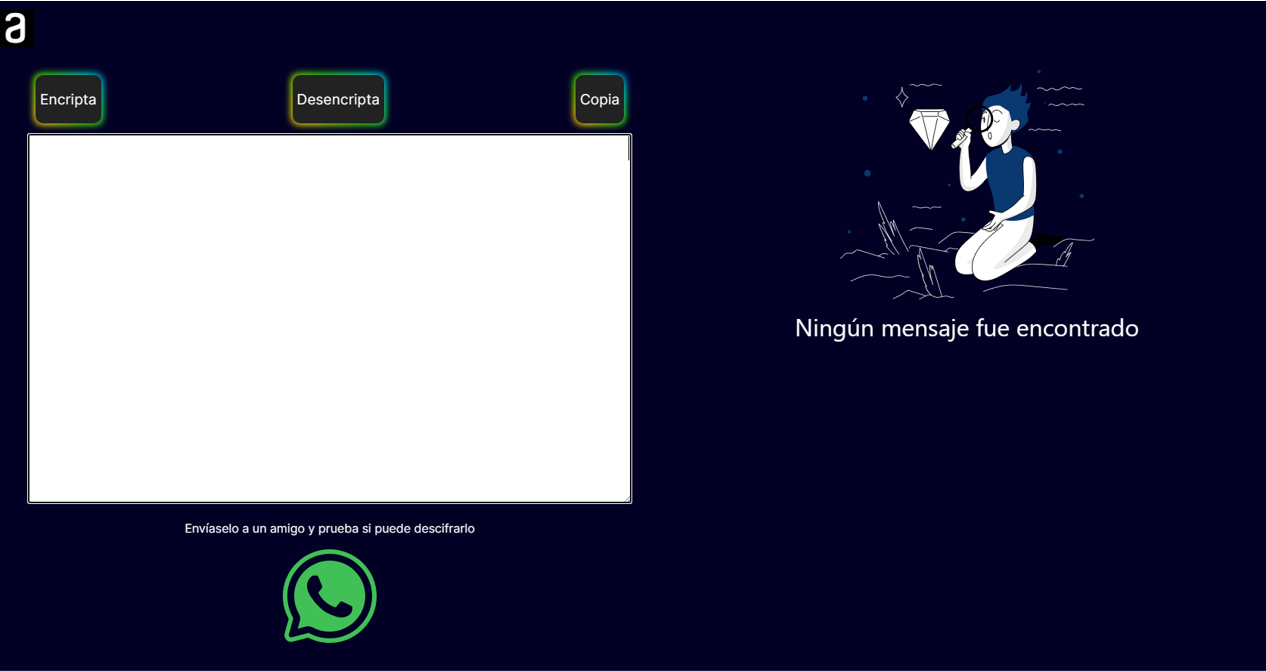 a
Encripta
Desencripta
Copia
Ningún mensaje fue encontrado
Envíaselo a un amigo y prueba si puede descifrarlo